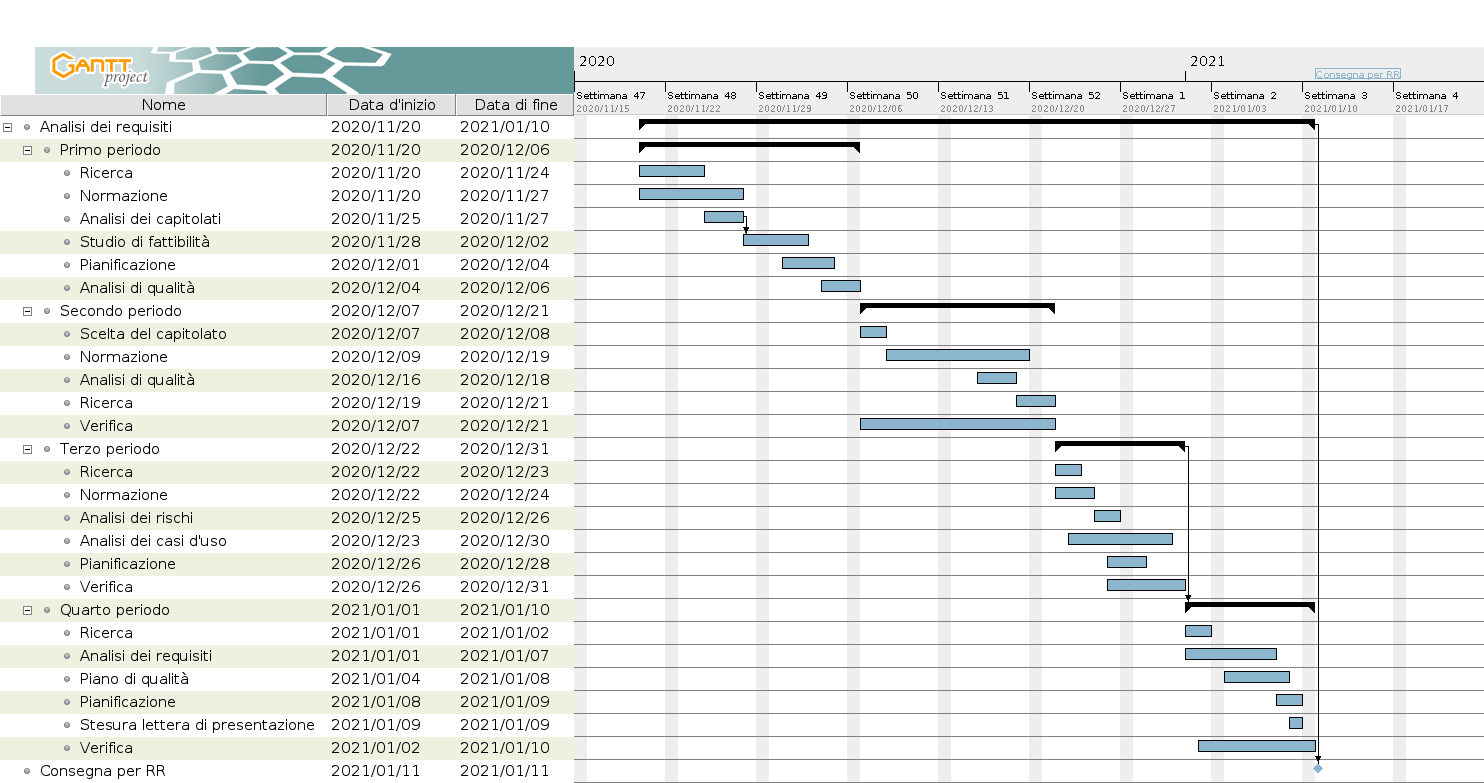 GANTT
project
2020
2021
Consegna per RR
Settimana 47
Settimana 48
Settimana 49
Settimana 50
Settimana 51
Settimana 52
Settimana 1
Settimana 2
Settimana 3
Settimana 4
2020/11/15
2020/11/22
2020/11/29
2020/12/06
2020/12/13
2020/12/20
2020/12/27
2021/01/03
2021/01/10
2021/01/17
Nome Data d'inizio Data di fine
Analisi dei requisiti 2020/11/20 2021/01/10
Primo periodo 2020/11/20 2020/12/06
Ricerca 2020/11/20 2020/11/24
Normazione 2020/11/20 2020/11/27
Analisi dei capitolati 2020/11/25 2020/11/27
Studio di fattibilità 2020/11/28 2020/12/02
Pianificazione 2020/12/01 2020/12/04
Analisi di qualità 2020/12/04 2020/12/06
Secondo periodo 2020/12/07 2020/12/21
Scelta del capitolato 2020/12/07 2020/12/08
Normazione 2020/12/09 2020/12/19
Analisi di qualità 2020/12/16 2020/12/18
Ricerca 2020/12/19 2020/12/21
Verifica 2020/12/07 2020/12/21
Terzo periodo 2020/12/22 2020/12/31
Ricerca 2020/12/22 2020/12/23
Normazione 2020/12/22 2020/12/24
Analisi dei rischi 2020/12/25 2020/12/26
Analisi dei casi d'uso 2020/12/23 2020/12/30
Pianificazione 2020/12/26 2020/12/28
Verifica 2020/12/26 2020/12/31
Quarto periodo 2021/01/01 2021/01/10
Ricerca 2021/01/01 2021/01/02
Analisi dei requisiti 2021/01/01 2021/01/07
Piano di qualità 2021/01/04 2021/01/08
Pianificazione 2021/01/08 2021/01/09
Stesura lettera di presentazione 2021/01/09 2021/01/09
Verifica 2021/01/02 2021/01/10
Consegna per RR 2021/01/11 2021/01/11